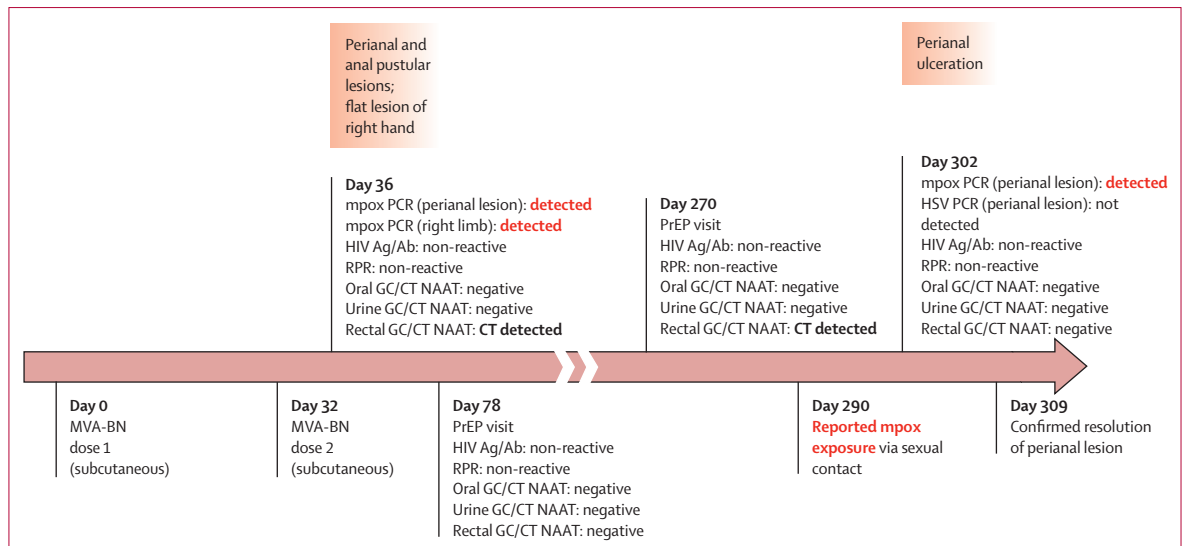 Perianal and
anal pustular
lesions;
flat lesion of
right hand
Perianal
ulceration
Day 36
mpox PCR (perianal lesion): detected
mpox PCR (right limb): detected
HIV Ag/Ab: non-reactive
RPR: non-reactive
Oral GC/CT NAAT: negative
Urine GC/CT NAAT: negative
Rectal GC/CT NAAT: CT detected
Day 270
PrEP visit
HIV Ag/Ab: non-reactive
RPR: non-reactive
Oral GC/CT NAAT: negative
Urine GC/CT NAAT: negative
Rectal GC/CT NAAT: CT detected
Day 302
mpox PCR (perianal lesion): detected
HSV PCR (perianal lesion): not
detected
HIV Ag/Ab: non-reactive
RPR: non-reactive
Oral GC/CT NAAT: negative
Urine GC/CT NAAT: negative
Rectal GC/CT NAAT: negative
Day 0
MVA-BN
dose 1
(subcutaneous)
Day 32
MVA-BN
dose 2
(subcutaneous)
Day 78
PrEP visit
HIV Ag/Ab: non-reactive
RPR: non-reactive
Oral GC/CT NAAT: negative
Urine GC/CT NAAT: negative
Rectal GC/CT NAAT: negative
Day 290
Reported mpox
exposure via sexual
contact
Day 309
Confirmed resolution
of perianal lesion